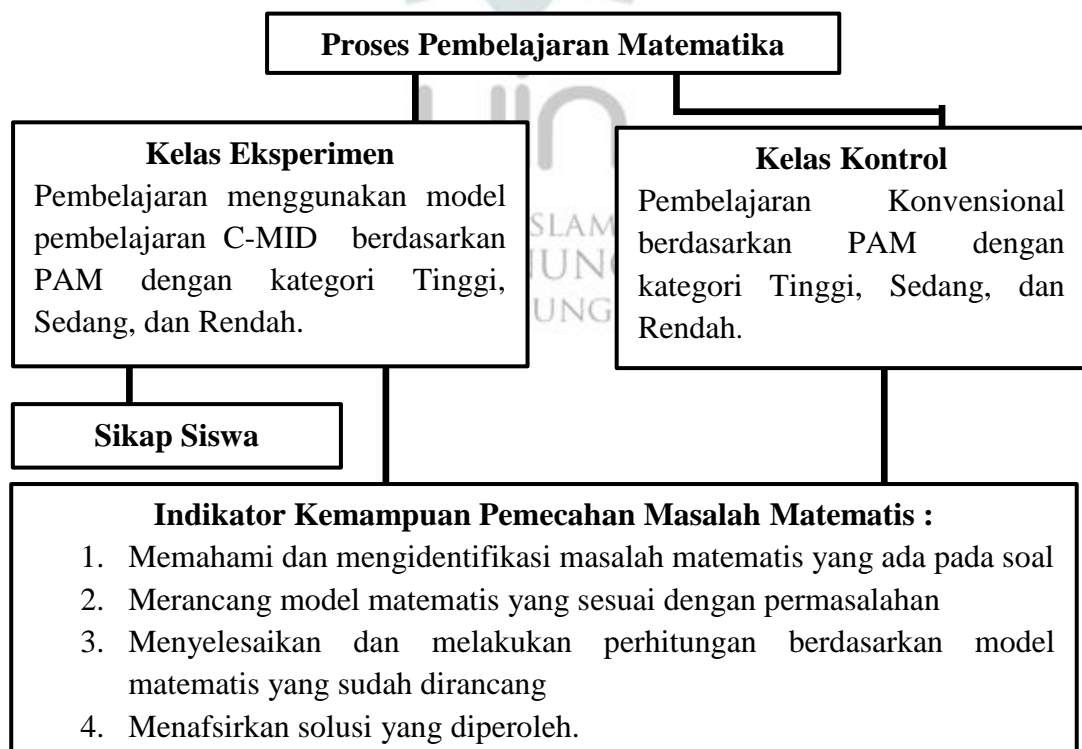 Proses Pembelajaran Matematika
uin
Kelas Eksperimen
Pembelajaran menggunakan model
pembelajaran C-MID berdasarkan
PAM dengan kategori Tinggi,
Sedang, dan Rendah.
SLAM
UNG
Kelas Kontrol
Pembelajaran Konvensional
berdasarkan PAM dengan
kategori Tinggi, Sedang, dan
Rendah.
Sikap Siswa
Indikator Kemampuan Pemecahan Masalah Matematis :
1. Memahami dan mengidentifikasi masalah matematis yang ada pada soal
2. Merancang model matematis yang sesuai dengan permasalahan
3. Menyelesaikan dan melakukan perhitungan berdasarkan model
matematis yang sudah dirancang
4. Menafsirkan solusi yang diperoleh.